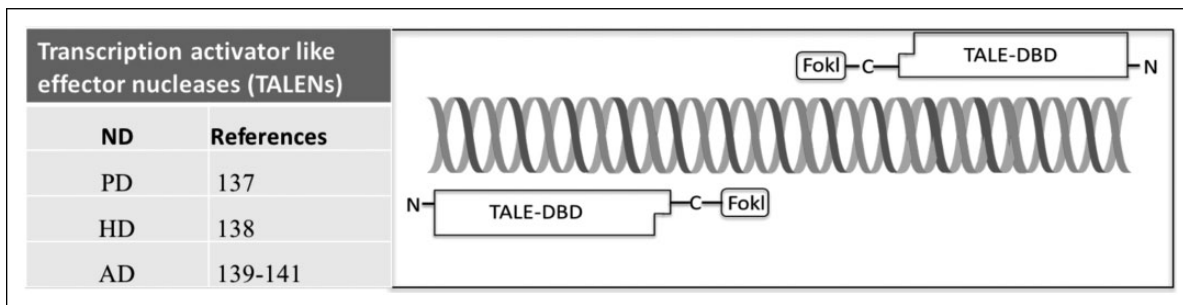 Transcription activator like
effector nucleases (TALENs)
ND References
PD 137
HD 138
AD 139-141
FokI C TALE-DBD N
N TALE-DBD C FokI